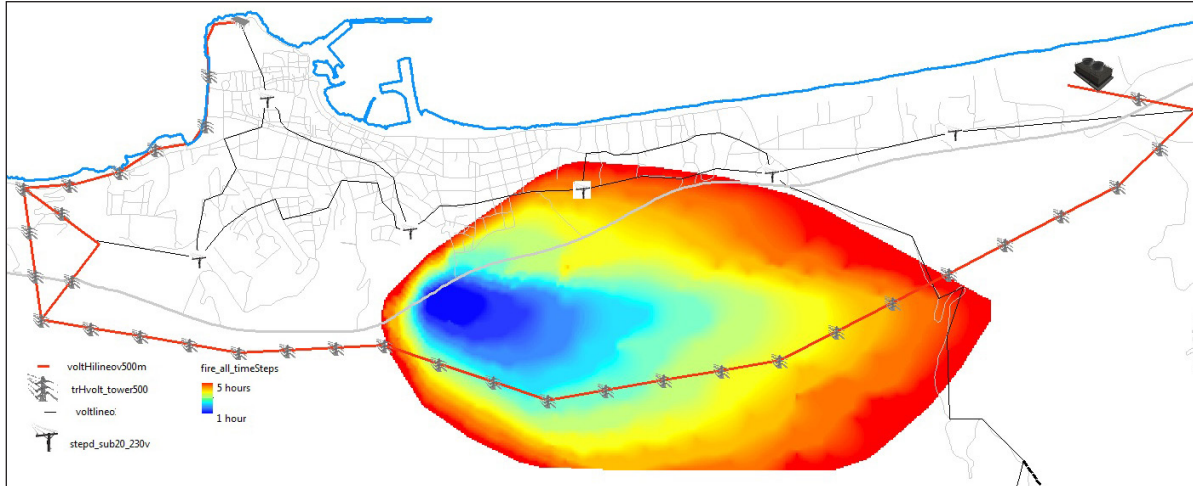 voltHilineov500m
fire_all_timeSteps
trHvolt_tower500
5 hours
voltlineo
1 hour
stepd_sub20_230v